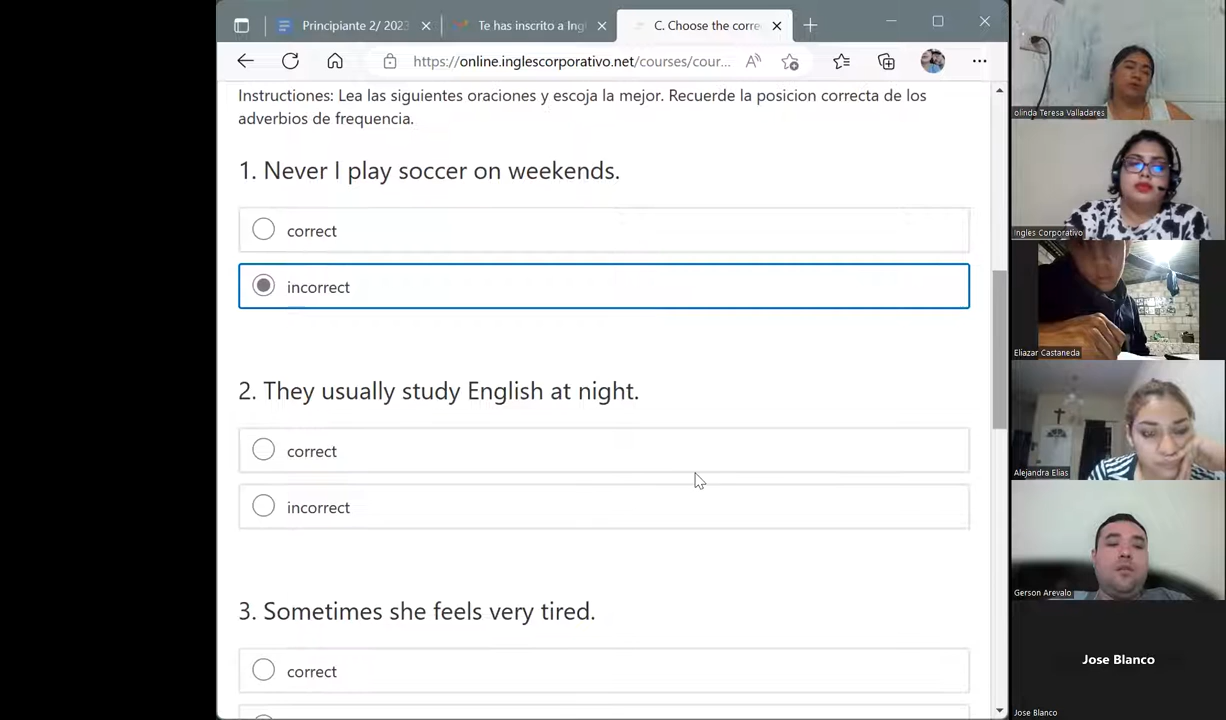 Principiante 2/ 2023
Te has inscrito a Ing
C. Choose the corre
https://online.inglescorporativo.net/courses/cour...
Instructiones: Lea las siguientes oraciones y escoja la mejor. Recuerde la posicion correcta de los
adverbios de frequencia.
1. Never I play soccer on weekends.
correct
incorrect
2. They usually study English at night.
correct
incorrect
3. Sometimes she feels very tired.
correct
olinda Teresa Valladares
Ingles Corporativo
Eliazar Castaneda
Alejandra Elias
Gerson Arevalo
Jose Blanco
Jose Blanco